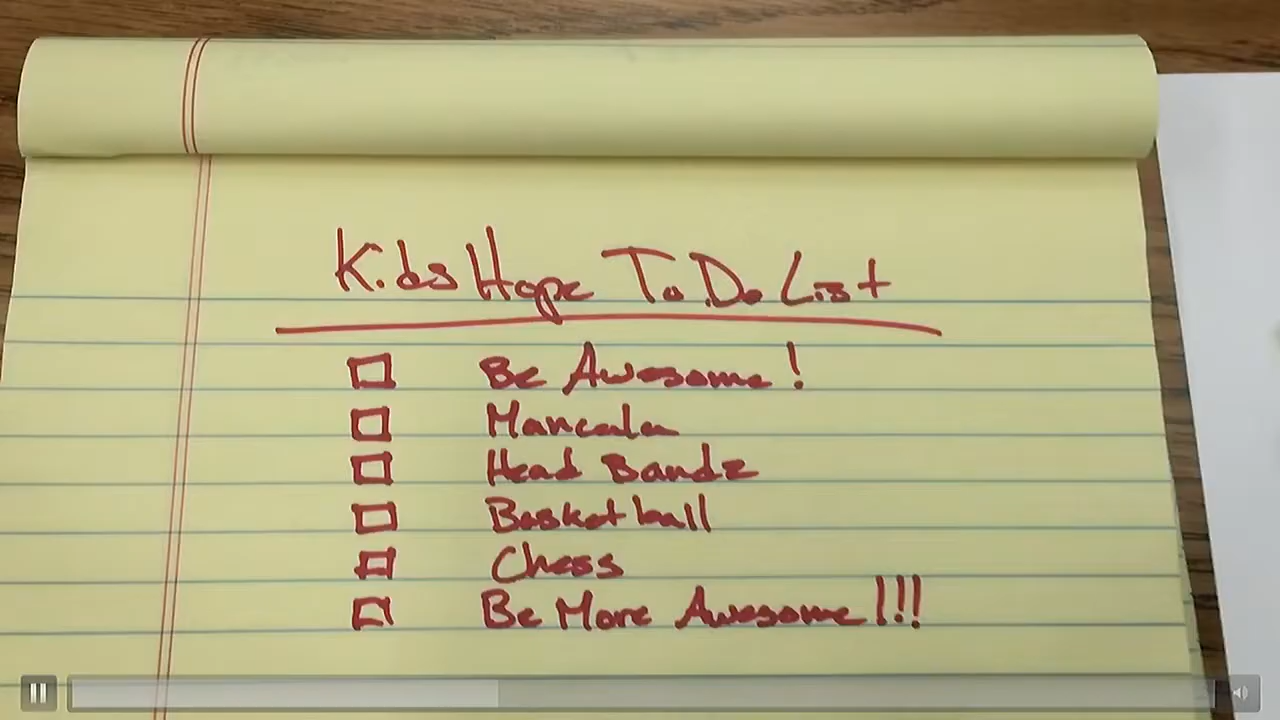 Kids Hope To Do List
Be Awesome!
Mancala
Head Bandz
Basketball
Chess
Be More Awesome!!!